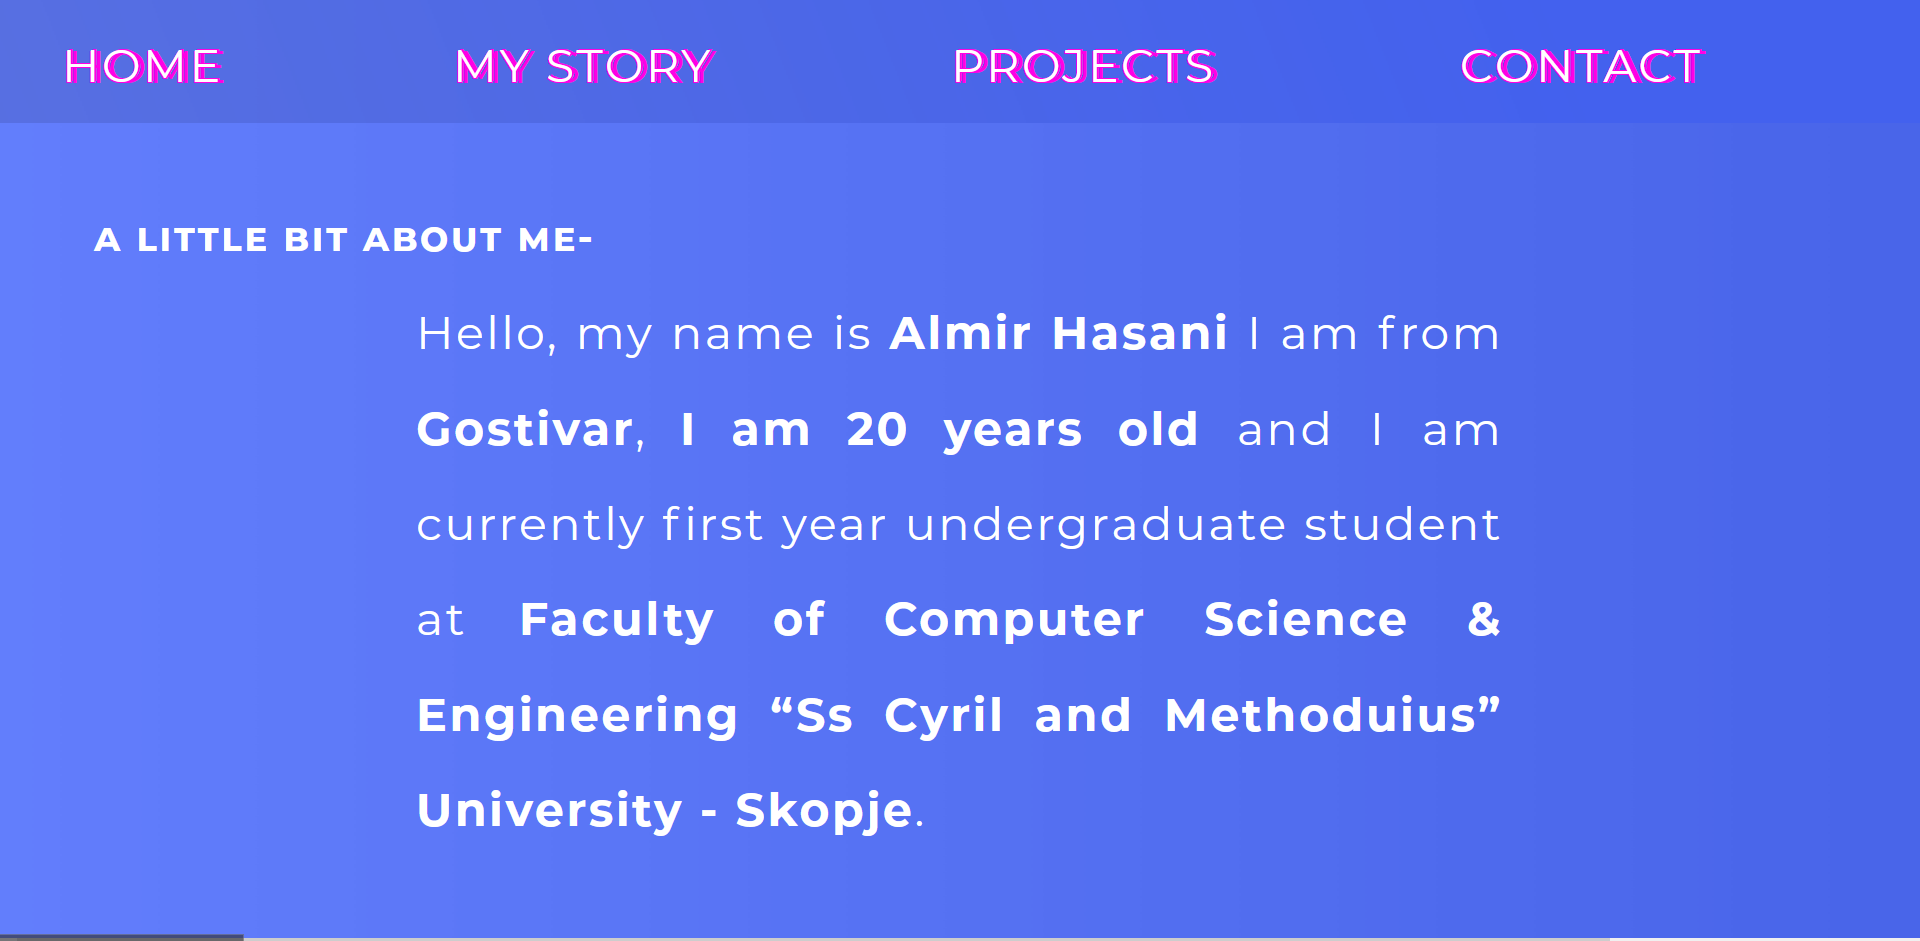 HOME MY STORY PROJECTS CONTACT
A LITTLE BIT ABOUT ME-
Hello, my name is Almir Hasani I am from
Gostivar, I am 20 years old and I am
currently first year undergraduate student
at Faculty of Computer Science &
Engineering “Ss Cyril and Methoduius”
University - Skopje.